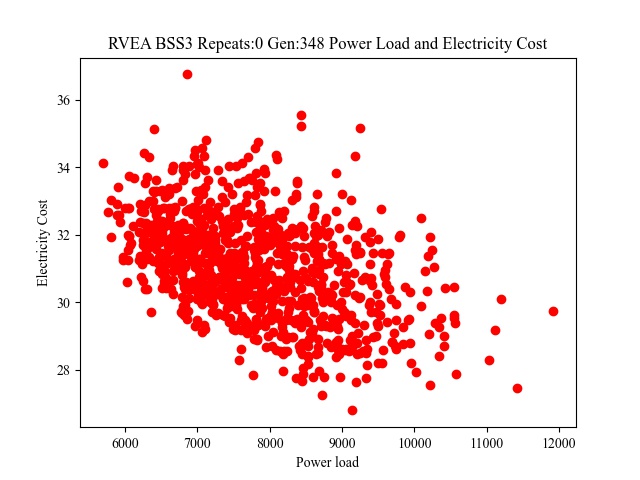 RVEA BSS3 Repeats:0 Gen:348 Power Load and Electricity Cost
36
34
32
30
28
Electricity Cost
6000 7000 8000 9000 10000 11000 12000
Power load